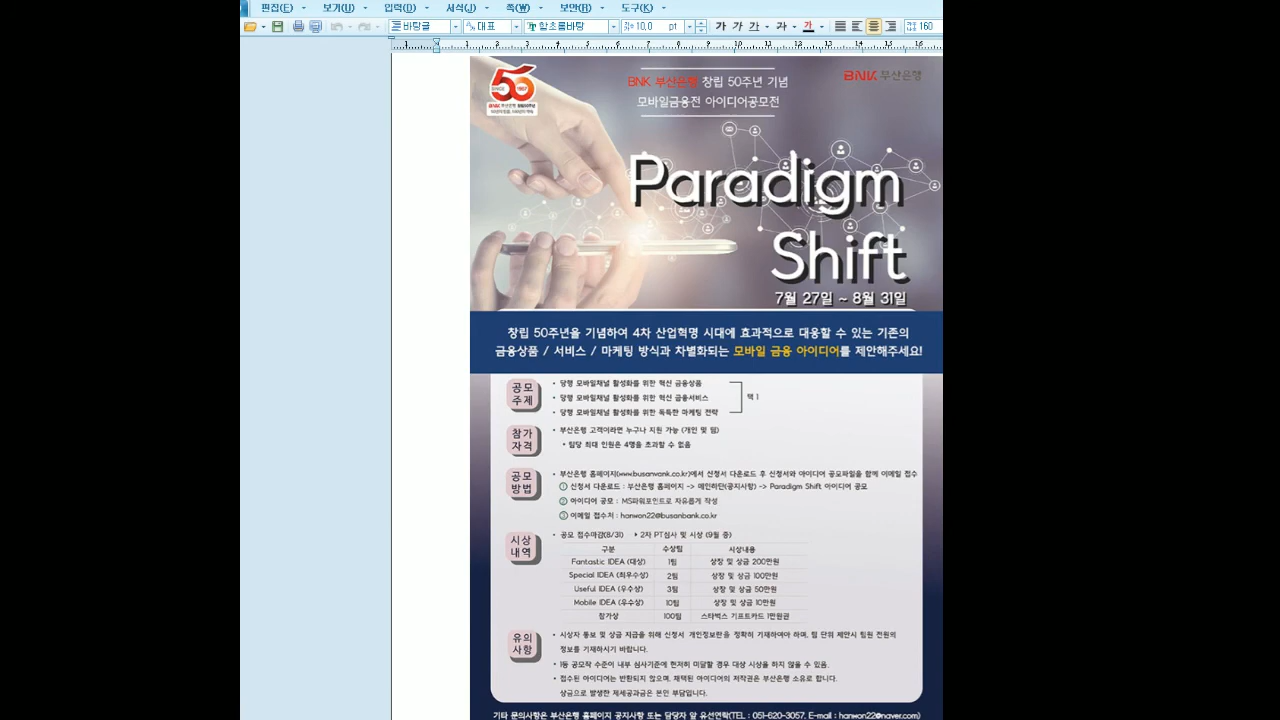 편집(E) 보기(U) 입력(D) 서식(J) 쪽(W) 보안(R) 도구(K)
바탕글 대표 함초롬바탕 10.0 pt 가 가 가 가 가 160
1 1 2 3 4 5 6 7 8 9 10 11 12 13 14 15 16
50
SINCE 1967
BNK 부산은행 창립50주년
BNK 부산은행 창립 50주년 기념
모바일금융전 아이디어공모전
BNK 부산은행
Paradigm
Shift
7월 27일 ~ 8월 31일
창립 50주년을 기념하여 4차 산업혁명 시대에 효과적으로 대응할 수 있는 기존의
금융상품 / 서비스 / 마케팅 방식과 차별화되는 모바일 금융 아이디어를 제안해주세요!
공모
주제
• 당행 모바일채널 활성화를 위한 혁신 금융상품
• 당행 모바일채널 활성화를 위한 혁신 금융서비스
• 당행 모바일채널 활성화를 위한 독특한 마케팅 전략
택 1
참가
자격
• 부산은행 고객이라면 누구나 지원 가능 (개인 및 팀)
• 팀당 최대 인원은 4명을 초과할 수 없음
공모
방법
• 부산은행 홈페이지(www.busanvank.co.kr)에서 신청서 다운로드 후 신청서와 아이디어 공모파일을 함께 이메일 접수
① 신청서 다운로드 : 부산은행 홈페이지 -> 메인하단(공지사항) -> Paradigm Shift 아이디어 공모
② 아이디어 공모 : MS파워포인트로 자유롭게 작성
③ 이메일 접수처 : hanwon22@busanbank.co.kr
시상
내역
• 공모 접수마감(8/31) ▸ 2차 PT심사 및 시상 (9월 중)
구분 수상팀 시상내용
Fantastic IDEA (대상) 1팀 상장 및 상금 200만원
Special IDEA (최우수상) 2팀 상장 및 상금 100만원
Useful IDEA (우수상) 3팀 상장 및 상금 50만원
Mobile IDEA (우수상) 10팀 상장 및 상금 10만원
참가상 100팀 스타벅스 기프트카드 1만원권
유의
사항
• 시상자 통보 및 상금 지급을 위해 신청서 개인정보란을 정확히 기재하여야 하며, 팀 단위 제안시 팀원 전원의
정보를 기재하시기 바랍니다.
• 1등 공모작 수준이 내부 심사기준에 현저히 미달할 경우 대상 시상을 하지 않을 수 있음.
• 접수된 아이디어는 반환되지 않으며, 채택된 아이디어의 저작권은 부산은행 소유로 합니다.
상금으로 발생한 제세공과금은 본인 부담입니다.
기타 문의사항은 부산은행 홈페이지 공지사항 또는 담당자 앞 유선연락(TEL : 051-620-3057, E-mail : hanwon22@naver.com)